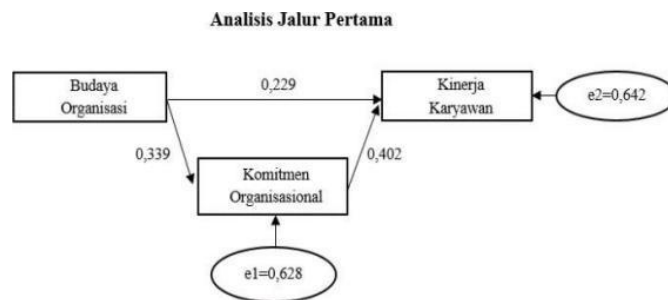 Analisis Jalur Pertama
Budaya
Organisasi
0,229
Kinerja
Karyawan
e2=0,642
0,339
0,402
Komitmen
Organisasional
e1=0,628